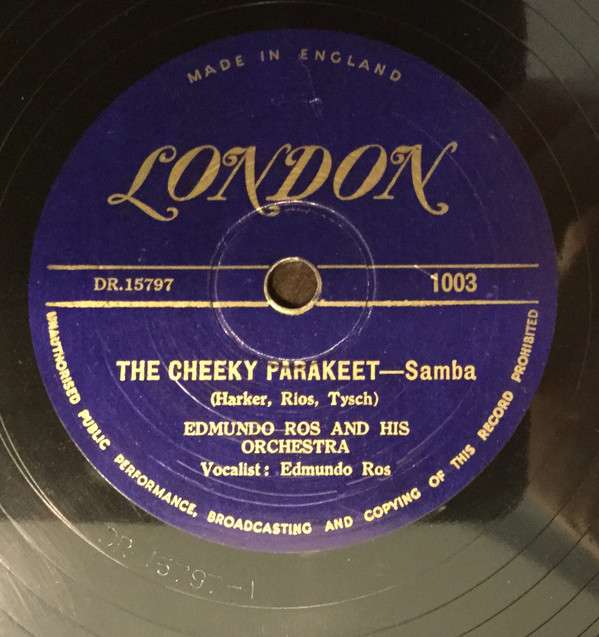 MADE IN ENGLAND
LONDON
DR.15797 1003
THE CHEEKY PARAKEET—Samba
(Harker, Rios, Tysch)
EDMUNDO ROS AND HIS
ORCHESTRA
Vocalist: Edmundo Ros
UNAUTHORISED PUBLIC PERFORMANCE, BROADCASTING AND COPYING OF THIS RECORD PROHIBITED